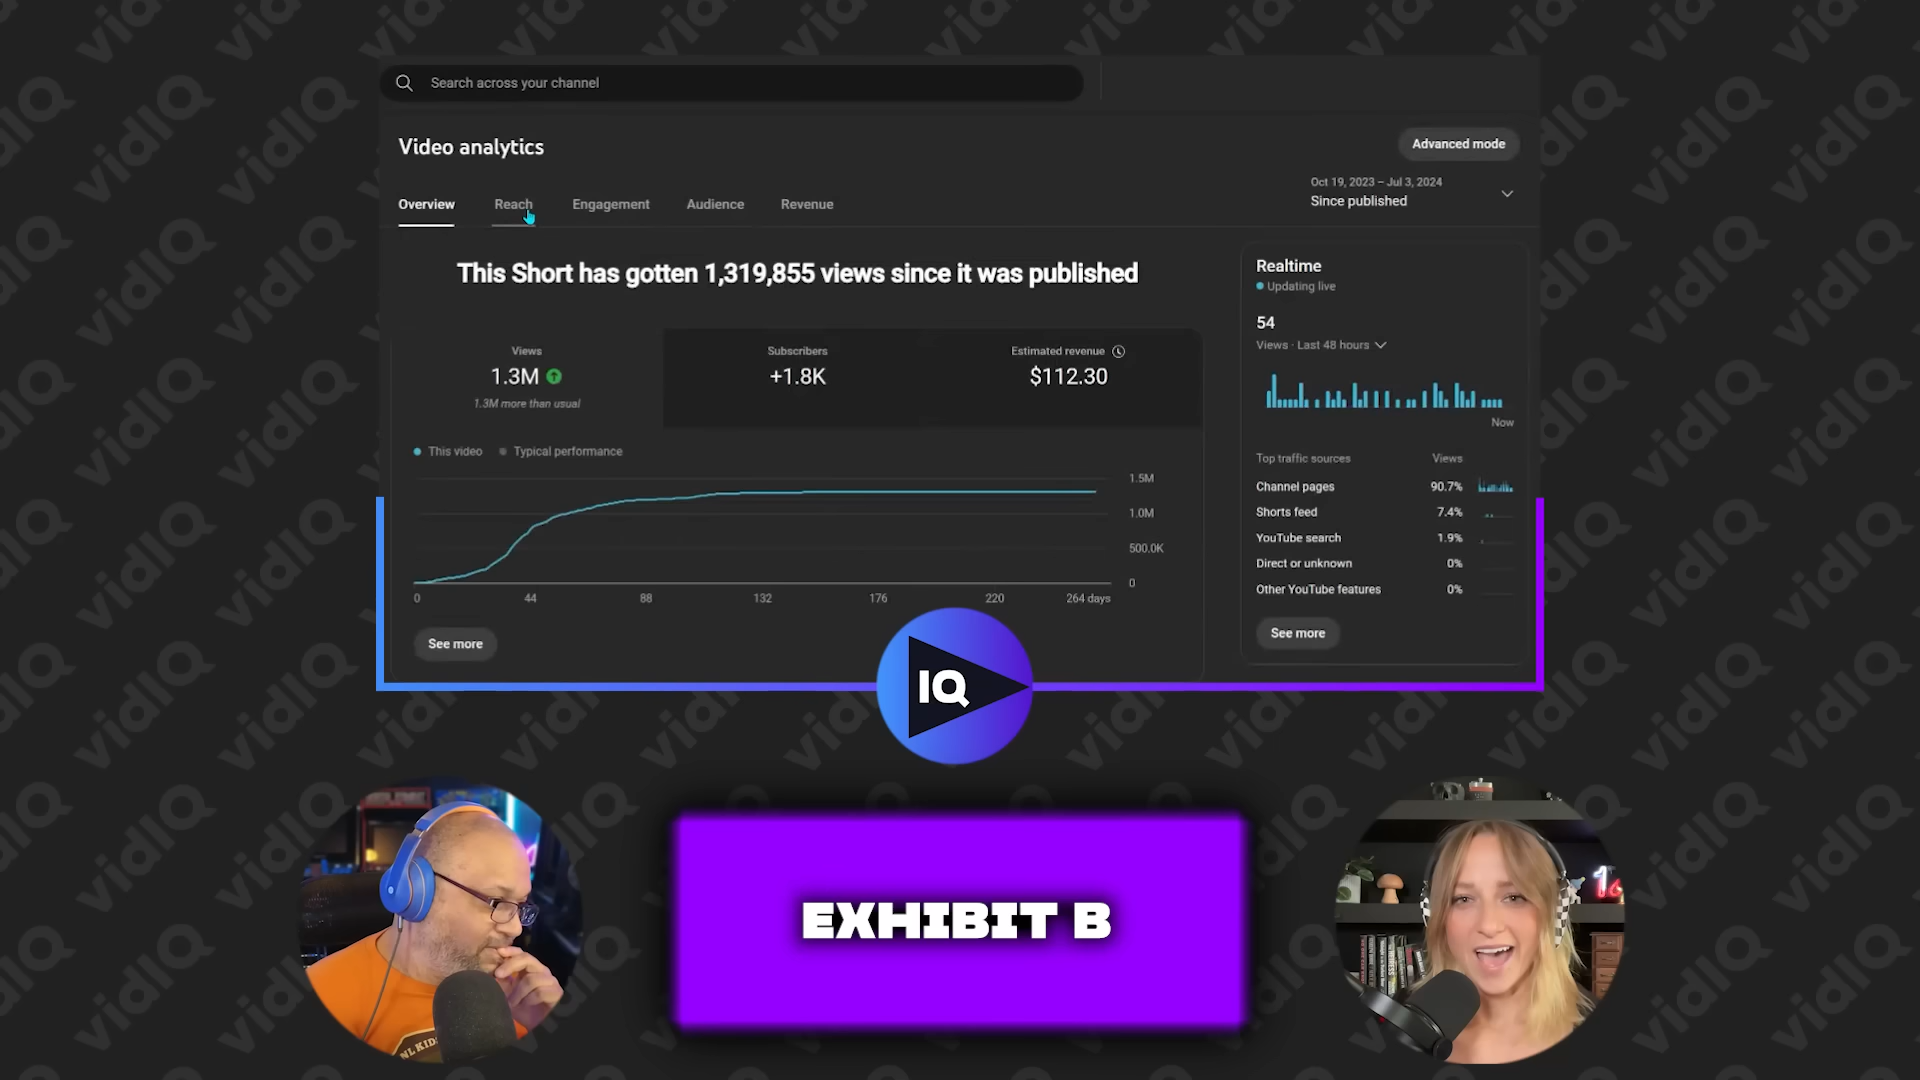 Search across your channel
Video analytics
Advanced mode
Oct 19, 2023 – Jul 3, 2024
Since published
Overview
Reach
Engagement
Audience
Revenue
This Short has gotten 1,319,855 views since it was published
Views
1.3M
1.3M more than usual
Subscribers
+1.8K
Estimated revenue
$112.30
This video
Typical performance
1.5M
1.0M
500.0K
0
0
44
88
132
176
220
264 days
See more
Realtime
Updating live
54
Views · Last 48 hours
Now
Top traffic sources
Views
Channel pages
90.7%
Shorts feed
7.4%
YouTube search
1.9%
Direct or unknown
0%
Other YouTube features
0%
See more
IQ
EXHIBIT B
vidIQ